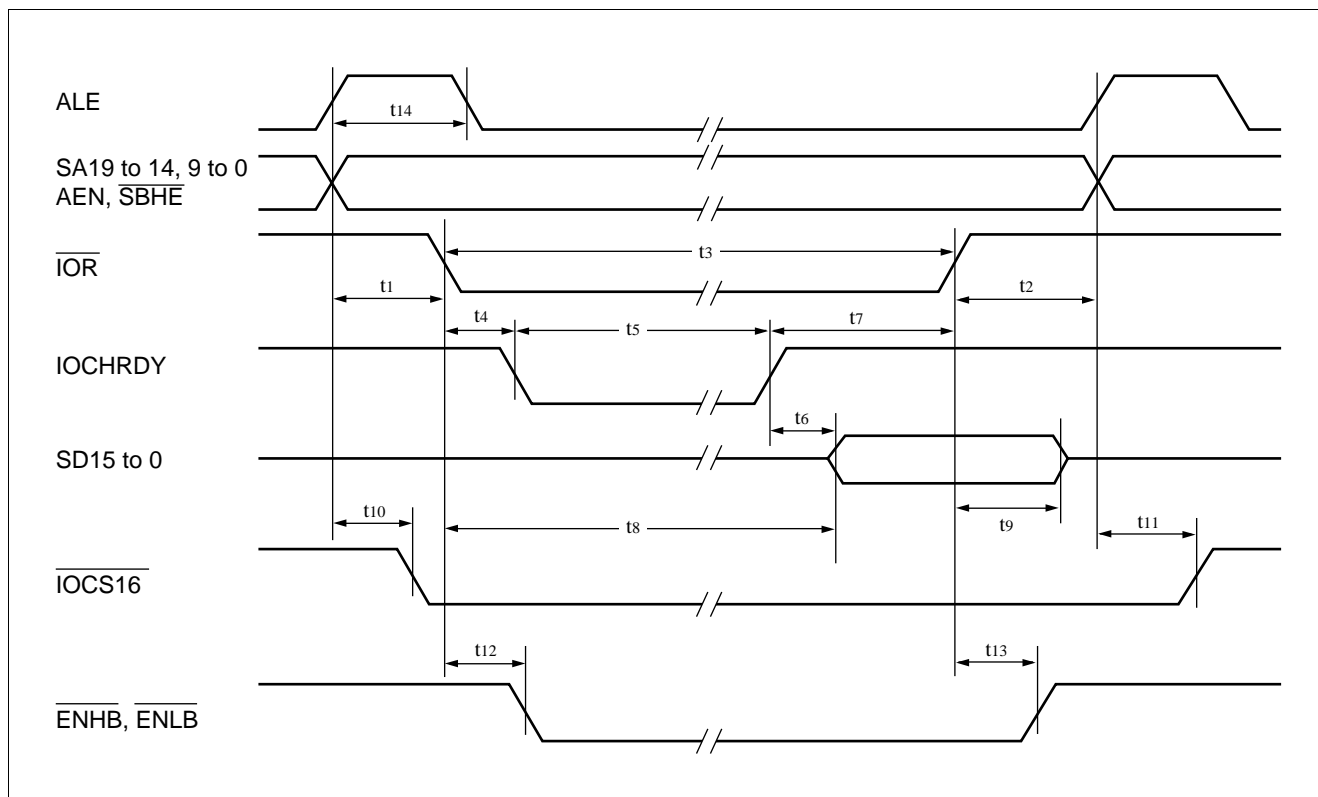 ALE
t14
SA19 to 14, 9 to 0
AEN, SBHE
t3
IOR
t1
t2
t4
t5
t7
IOCHRDY
t6
SD15 to 0
t10
t8
t9
t11
IOCS16
t12
t13
ENHB, ENLB